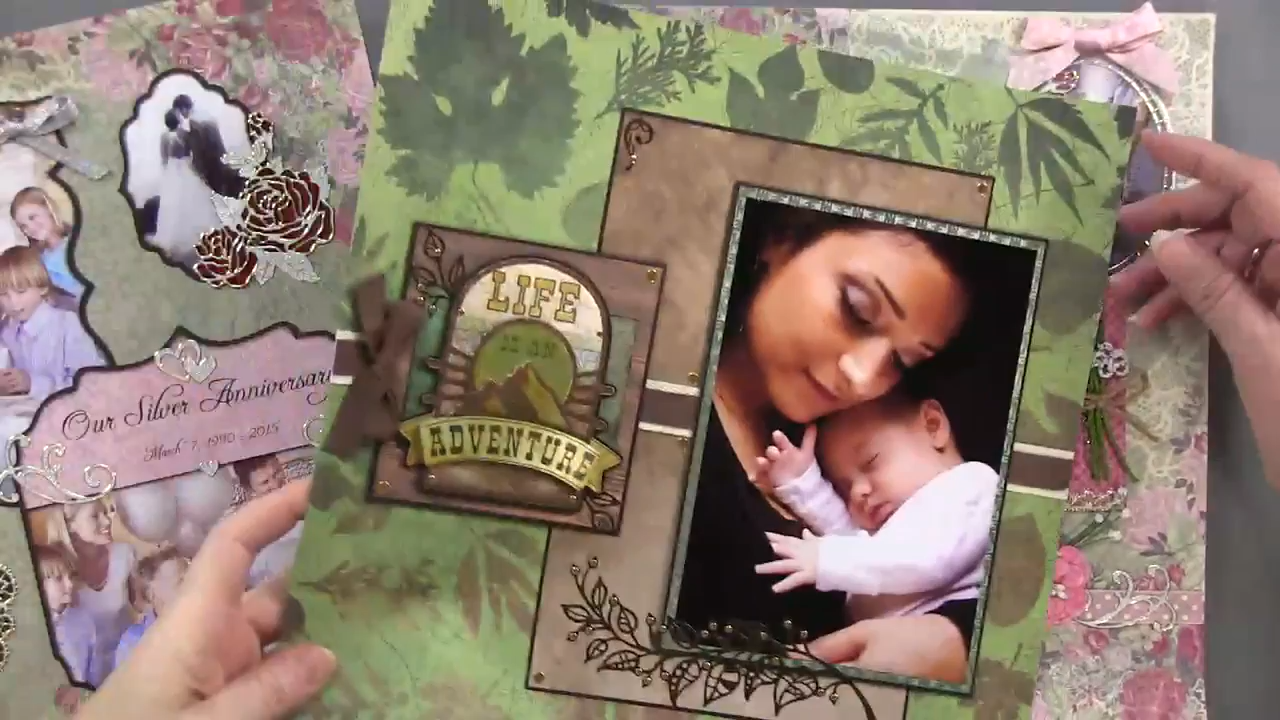 LIFE
IS AN
ADVENTURE
Our Silver Anniversary
March 7, 1990 - 2015